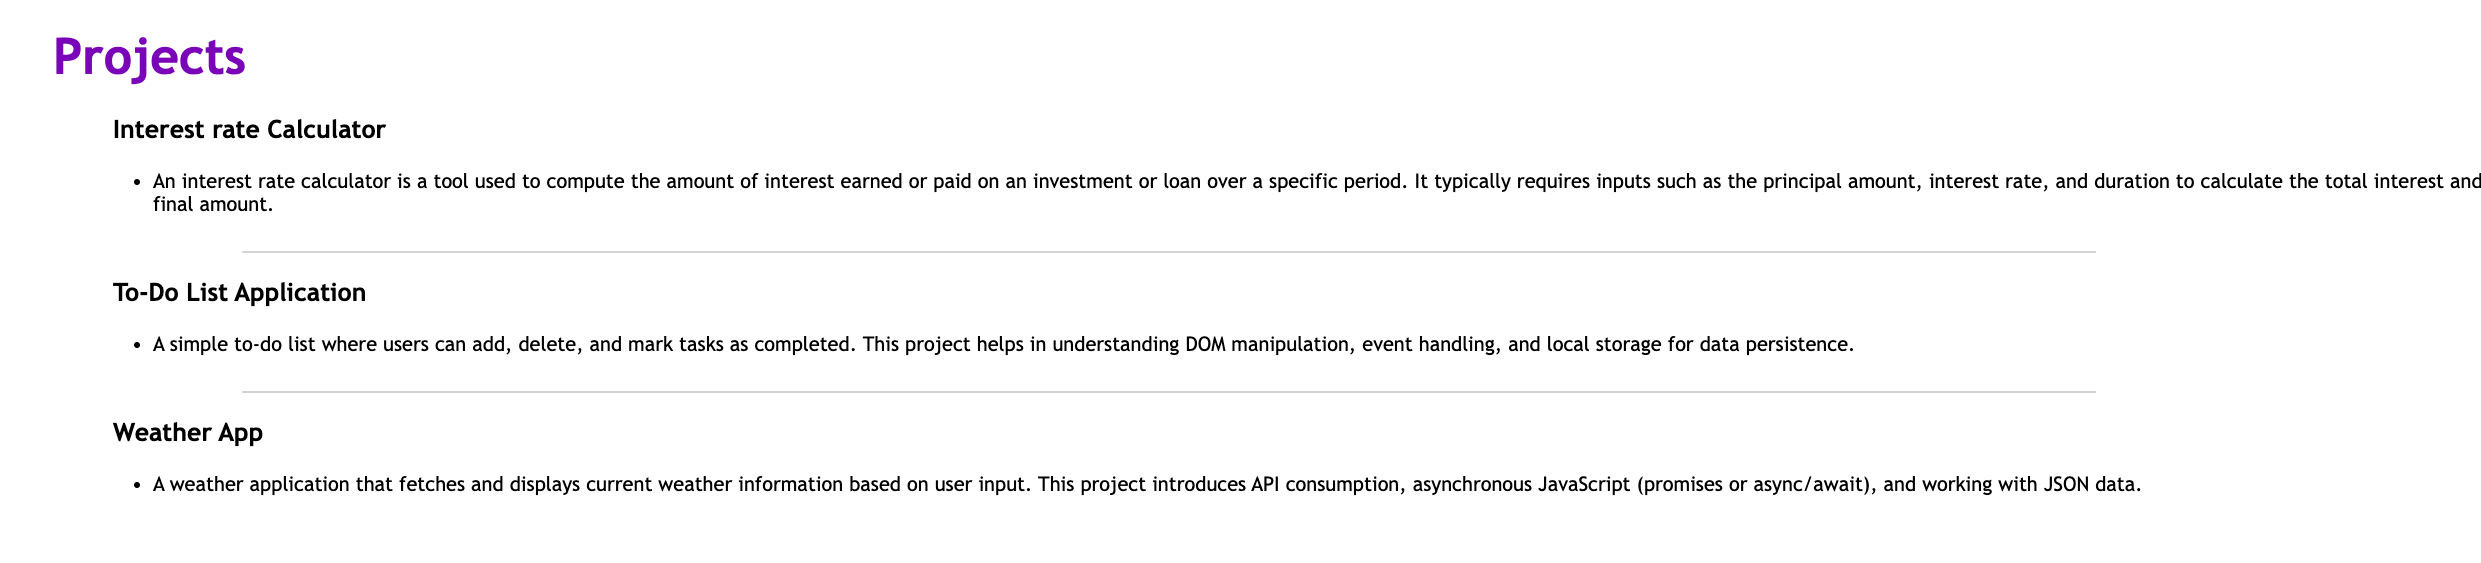 Projects
Interest rate Calculator
• An interest rate calculator is a tool used to compute the amount of interest earned or paid on an investment or loan over a specific period. It typically requires inputs such as the principal amount, interest rate, and duration to calculate the total interest and
final amount.
To-Do List Application
• A simple to-do list where users can add, delete, and mark tasks as completed. This project helps in understanding DOM manipulation, event handling, and local storage for data persistence.
Weather App
• A weather application that fetches and displays current weather information based on user input. This project introduces API consumption, asynchronous JavaScript (promises or async/await), and working with JSON data.